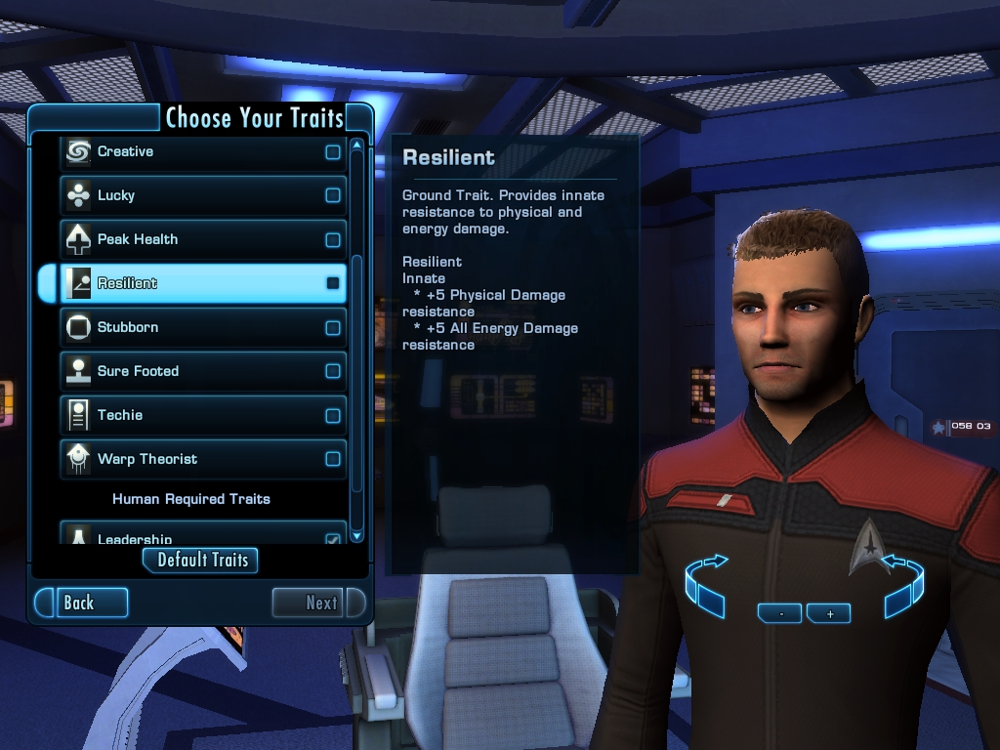 Choose Your Traits
Creative
Lucky
Peak Health
Resilient
Stubborn
Sure Footed
Techie
Warp Theorist
Human Required Traits
Leadership
Default Traits
Back
Next
Resilient
Ground Trait. Provides innate
resistance to physical and
energy damage.
Resilient
Innate
* +5 Physical Damage
resistance
* +5 All Energy Damage
resistance
058 03
-
+